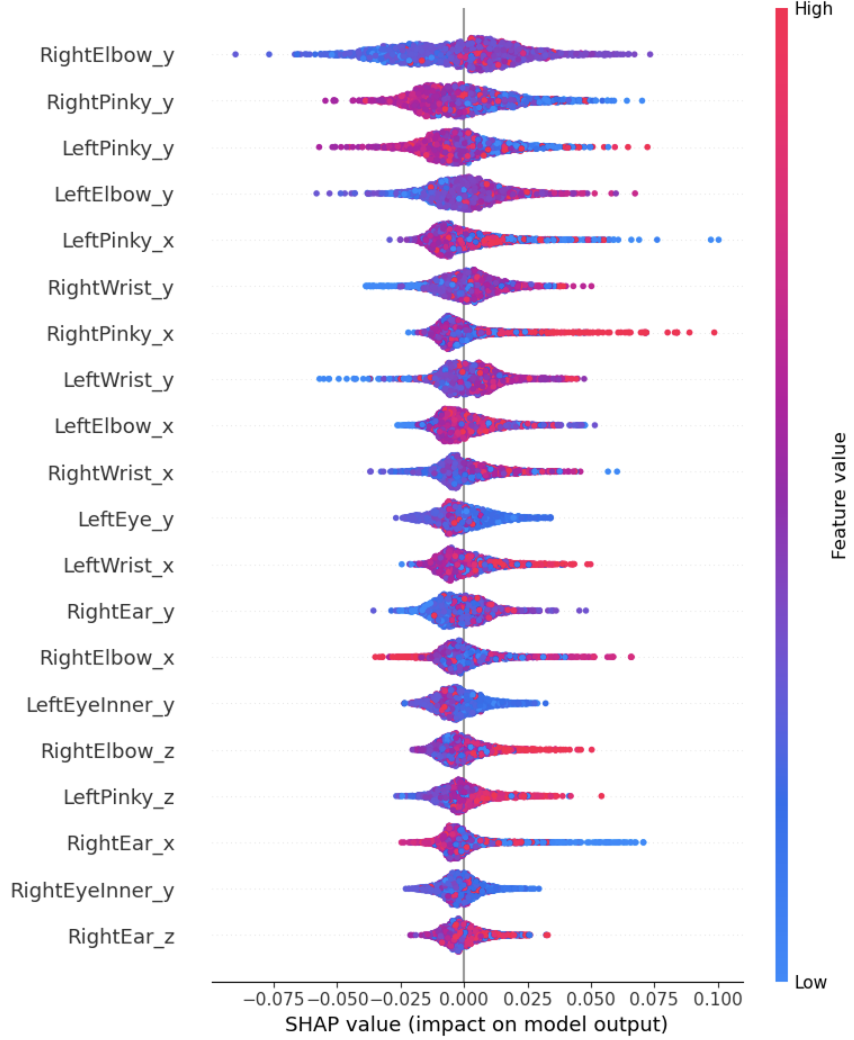 High
RightElbow_y
RightPinky_y
LeftPinky_y
LeftElbow_y
LeftPinky_x
RightWrist_y
RightPinky_x
LeftWrist_y
LeftElbow_x
RightWrist_x
LeftEye_y
LeftWrist_x
RightEar_y
RightElbow_x
LeftEyeInner_y
RightElbow_z
LeftPinky_z
RightEar_x
RightEyeInner_y
RightEar_z
Feature value
Low
−0.075 −0.050 −0.025 0.000 0.025 0.050 0.075 0.100
SHAP value (impact on model output)